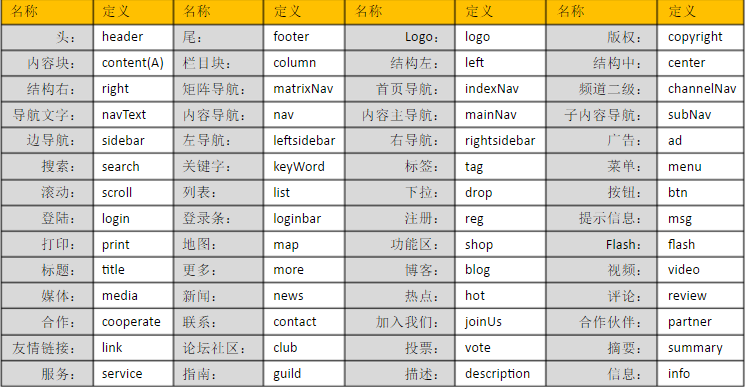 名称 定义 名称 定义 名称 定义 名称 定义
头： header 尾： footer Logo： logo 版权： copyright
内容块： content(A) 栏目块： column 结构左： left 结构中： center
结构右： right 矩阵导航： matrixNav 首页导航： indexNav 频道二级： channelNav
导航文字： navText 内容导航： nav 内容主导航： mainNav 子内容导航： subNav
边导航： sidebar 左导航： leftsidebar 右导航： rightsidebar 广告： ad
搜索： search 关键字： keyWord 标签： tag 菜单： menu
滚动： scroll 列表： list 下拉： drop 按钮： btn
登陆： login 登录条： loginbar 注册： reg 提示信息： msg
打印： print 地图： map 功能区： shop Flash： flash
标题： title 更多： more 博客： blog 视频： video
媒体： media 新闻： news 热点： hot 评论： review
合作： cooperate 联系： contact 加入我们： joinUs 合作伙伴： partner
友情链接： link 论坛社区： club 投票： vote 摘要： summary
服务： service 指南： guild 描述： description 信息： info